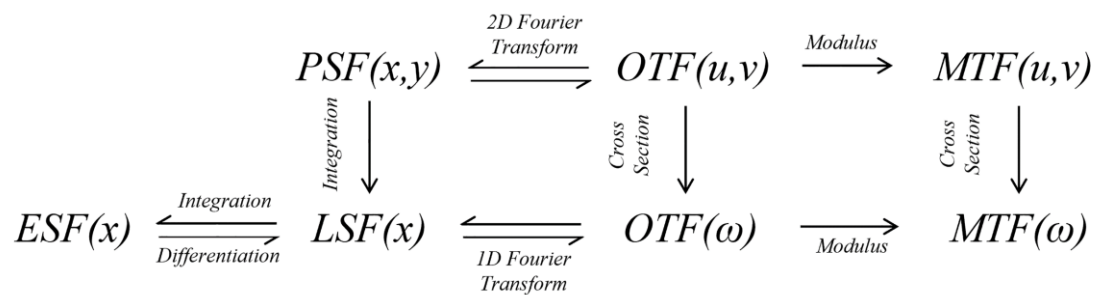 2D Fourier
Transform
Modulus
PSF(x,y)
OTF(u,v)
MTF(u,v)
Integration
Cross
Section
Cross
Section
Integration
ESF(x)
LSF(x)
OTF(ω)
MTF(ω)
Differentiation
1D Fourier
Transform
Modulus